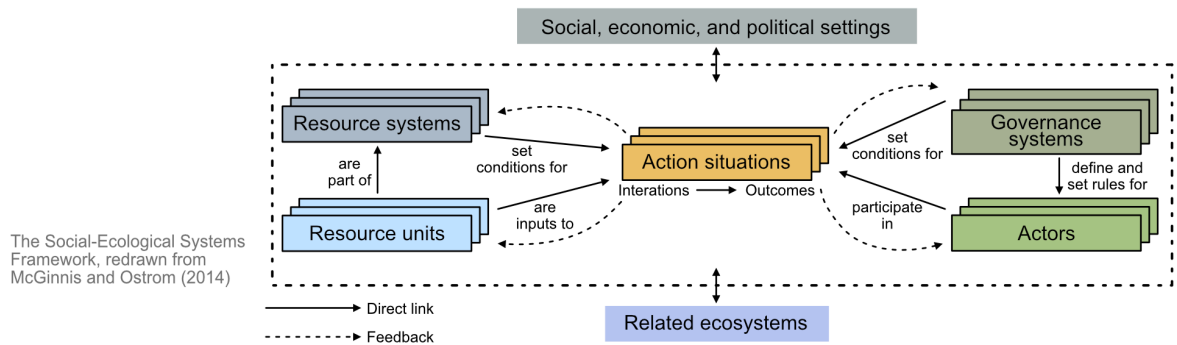 Social, economic, and political settings
Resource systems
Governance
systems
Action situations
set
conditions for
set
conditions for
are
part of
define and
set rules for
Interations
Outcomes
are
inputs to
participate
in
Resource units
Actors
The Social-Ecological Systems
Framework, redrawn from
McGinnis and Ostrom (2014)
Direct link
Feedback
Related ecosystems